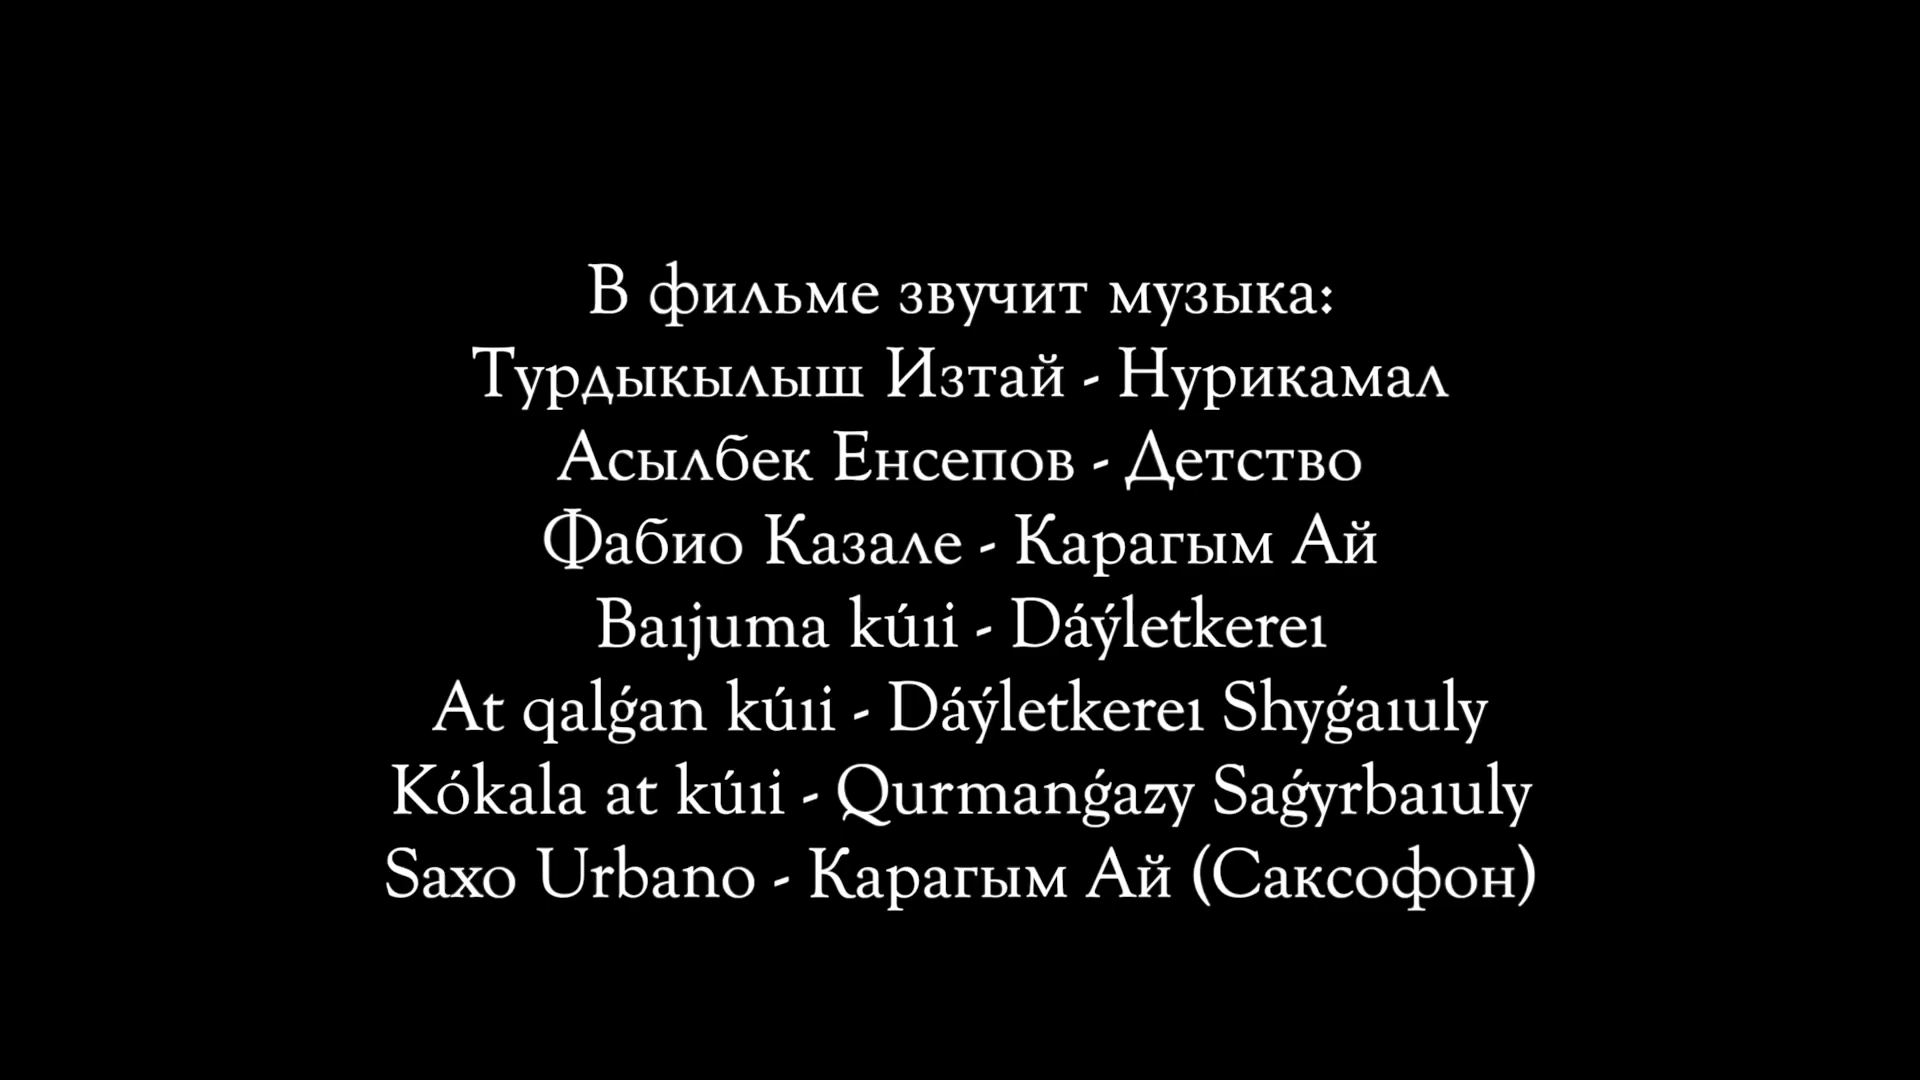 В фильме звучит музыка:
Турдыкылыш Изтай - Нурикамал
Асылбек Енсепов - Детство
Фабио Казале - Карагым Ай
Baıjuma kúıi - Dáýletkereı
At qalǵan kúıi - Dáýletkereı Shyǵaıuly
Kókala at kúıi - Qurmanǵazy Saǵyrbaıuly
Saxo Urbano - Карагым Ай (Саксофон)